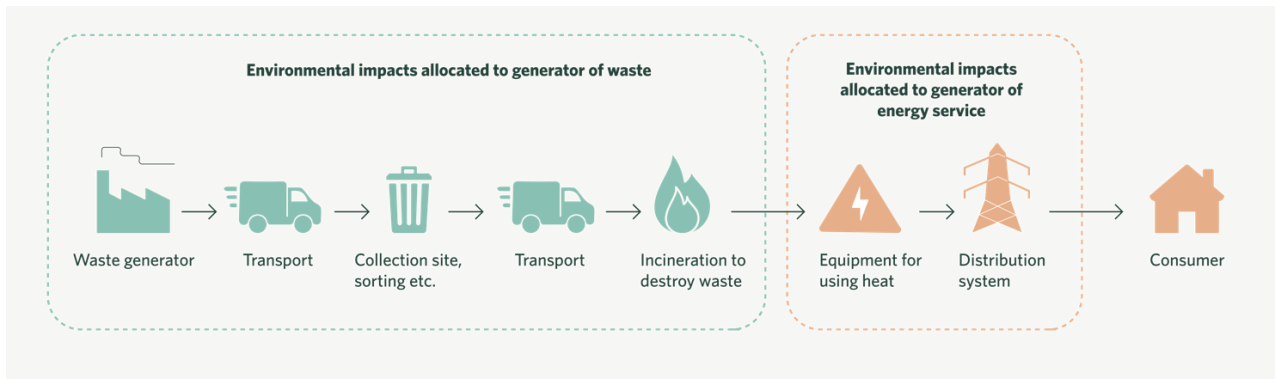 Environmental impacts allocated to generator of waste
Environmental impacts
allocated to generator of
energy service
Waste generator
Transport
Collection site,
sorting etc.
Transport
Incineration to
destroy waste
Equipment for
using heat
Distribution
system
Consumer